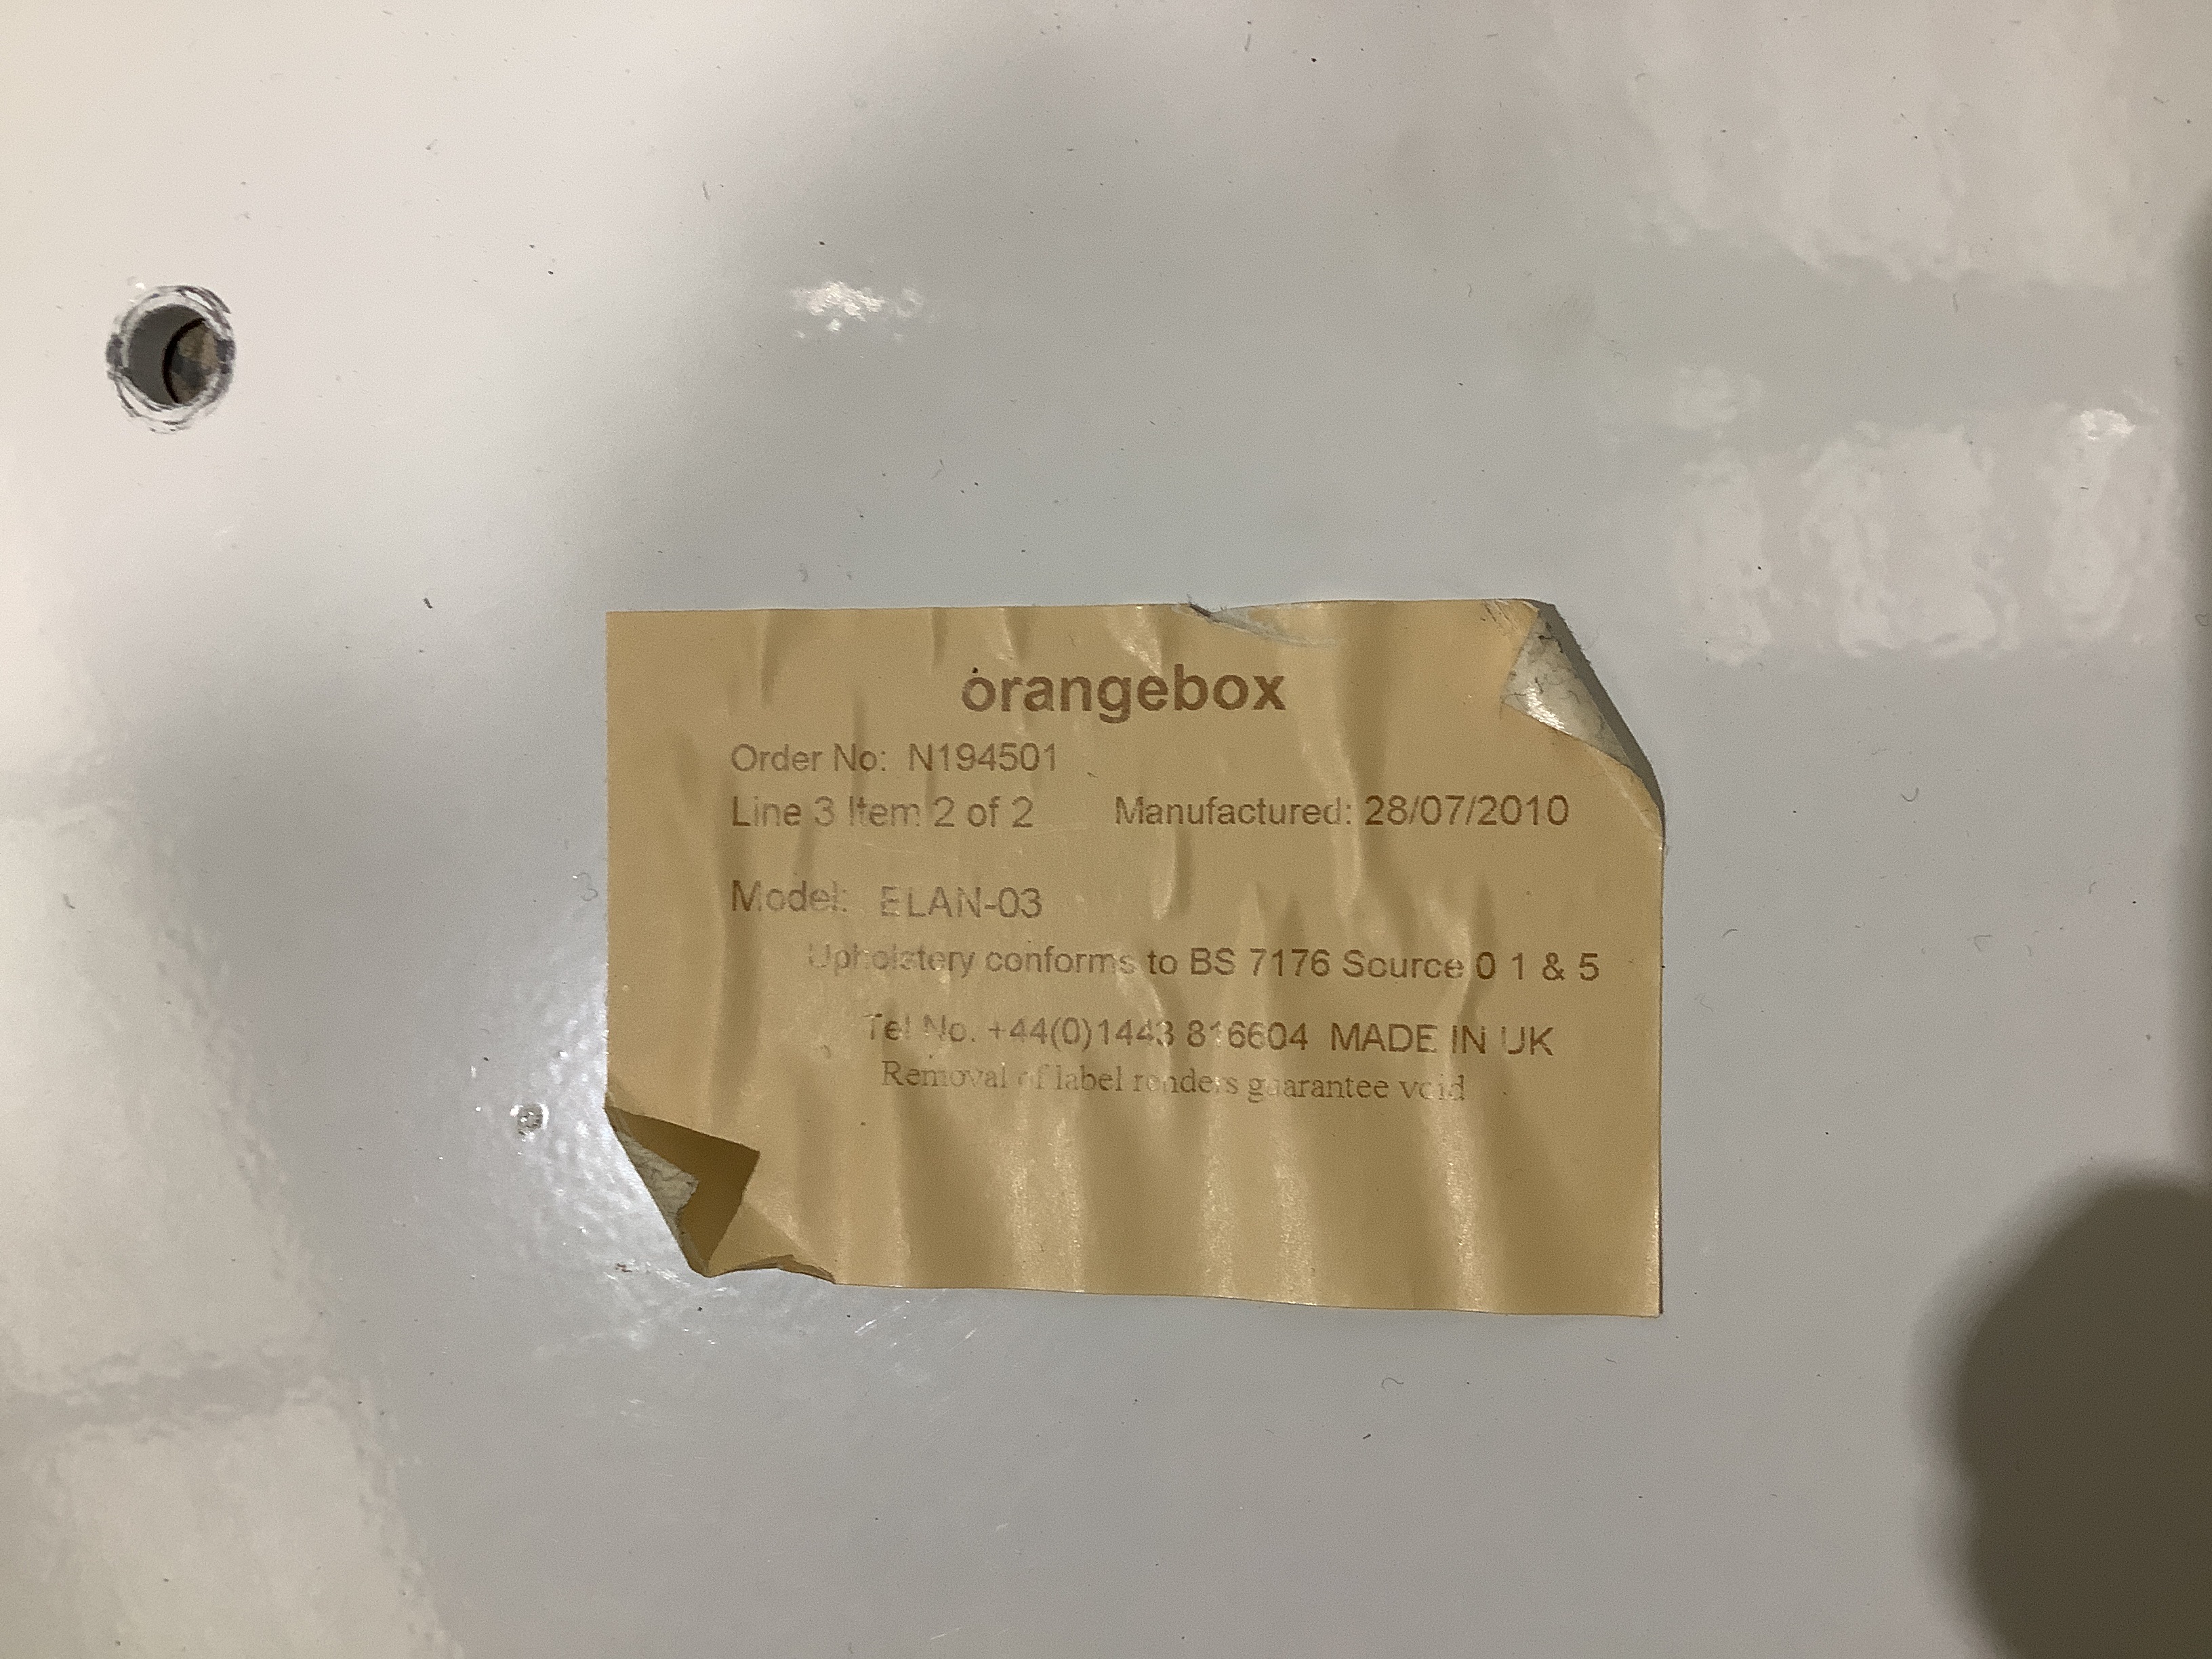 orangebox
Order No: N194501
Line 3 Item 2 of 2 Manufactured: 28/07/2010
Model: ELAN-03
Upholstery conforms to BS 7176 Source 0 1 & 5
Tel No. +44(0)1443 816604 MADE IN UK
Removal of label renders guarantee void